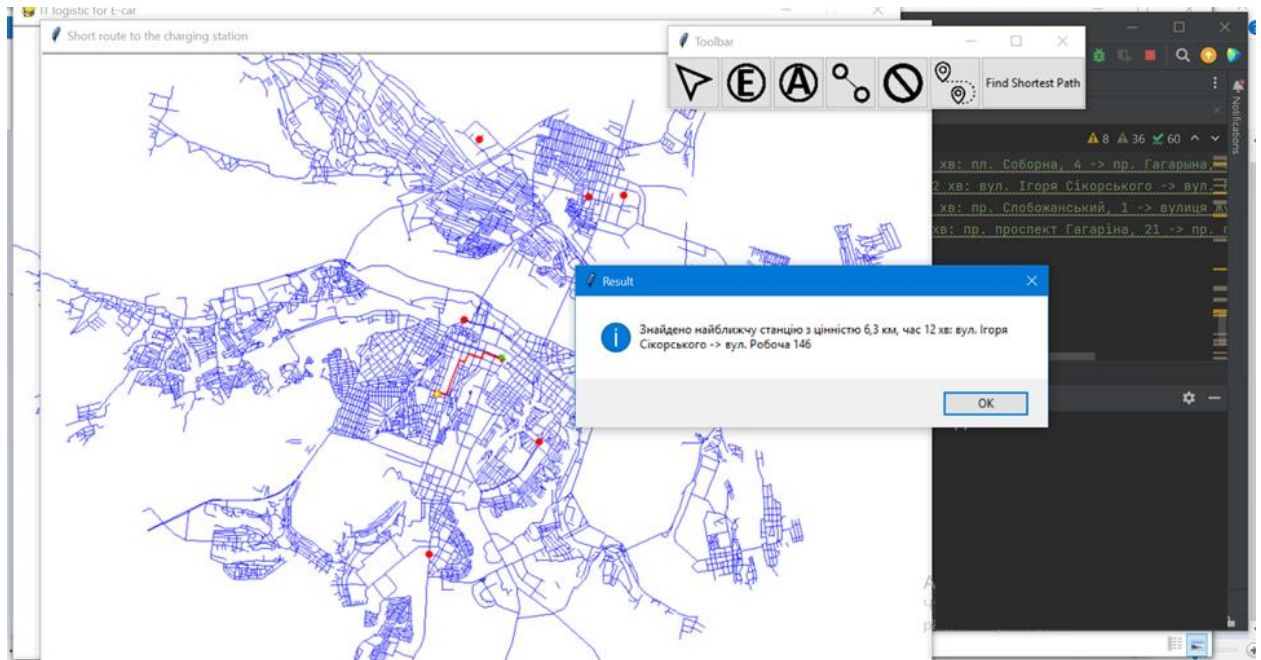 IT logistic for E-car
Short route to the charging station
Toolbar
E
A
Find Shortest Path
Notifications
8 36 60
хв: пл. Соборна, 4 -> пр. Гагарына,
2 хв: вул. Ігоря Сікорського -> вул.
хв: пр. Слобожанський, 1 -> вулиця
хв: пр. проспект Гагаріна, 21 -> пр.
Result
Знайдено найближчу станцію з цінністю 6,3 км, час 12 хв: вул. Ігоря
Сікорського -> вул. Робоча 146
OK